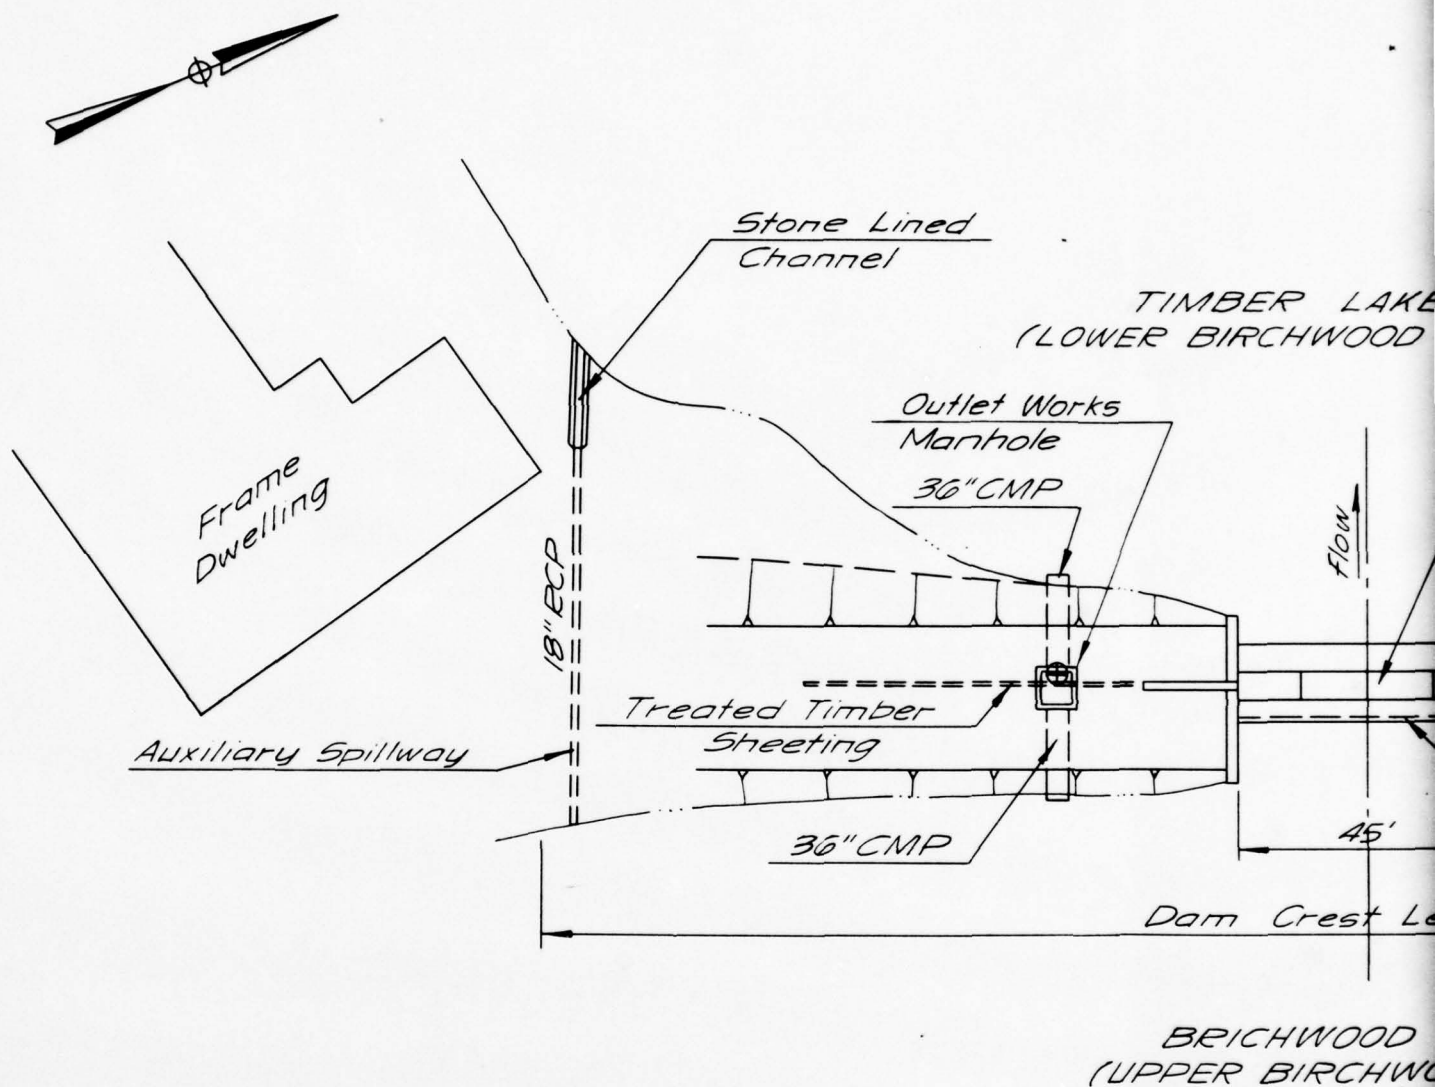 Stone Lined
Channel
TIMBER LAKE
(LOWER BIRCHWOOD
Outlet Works
Manhole
36"CMP
Flow
Frame
Dwelling
18" RCP
Treated Timber
Sheeting
Auxiliary Spillway
36"CMP
45'
Dam Crest
BRICHWOOD
(UPPER